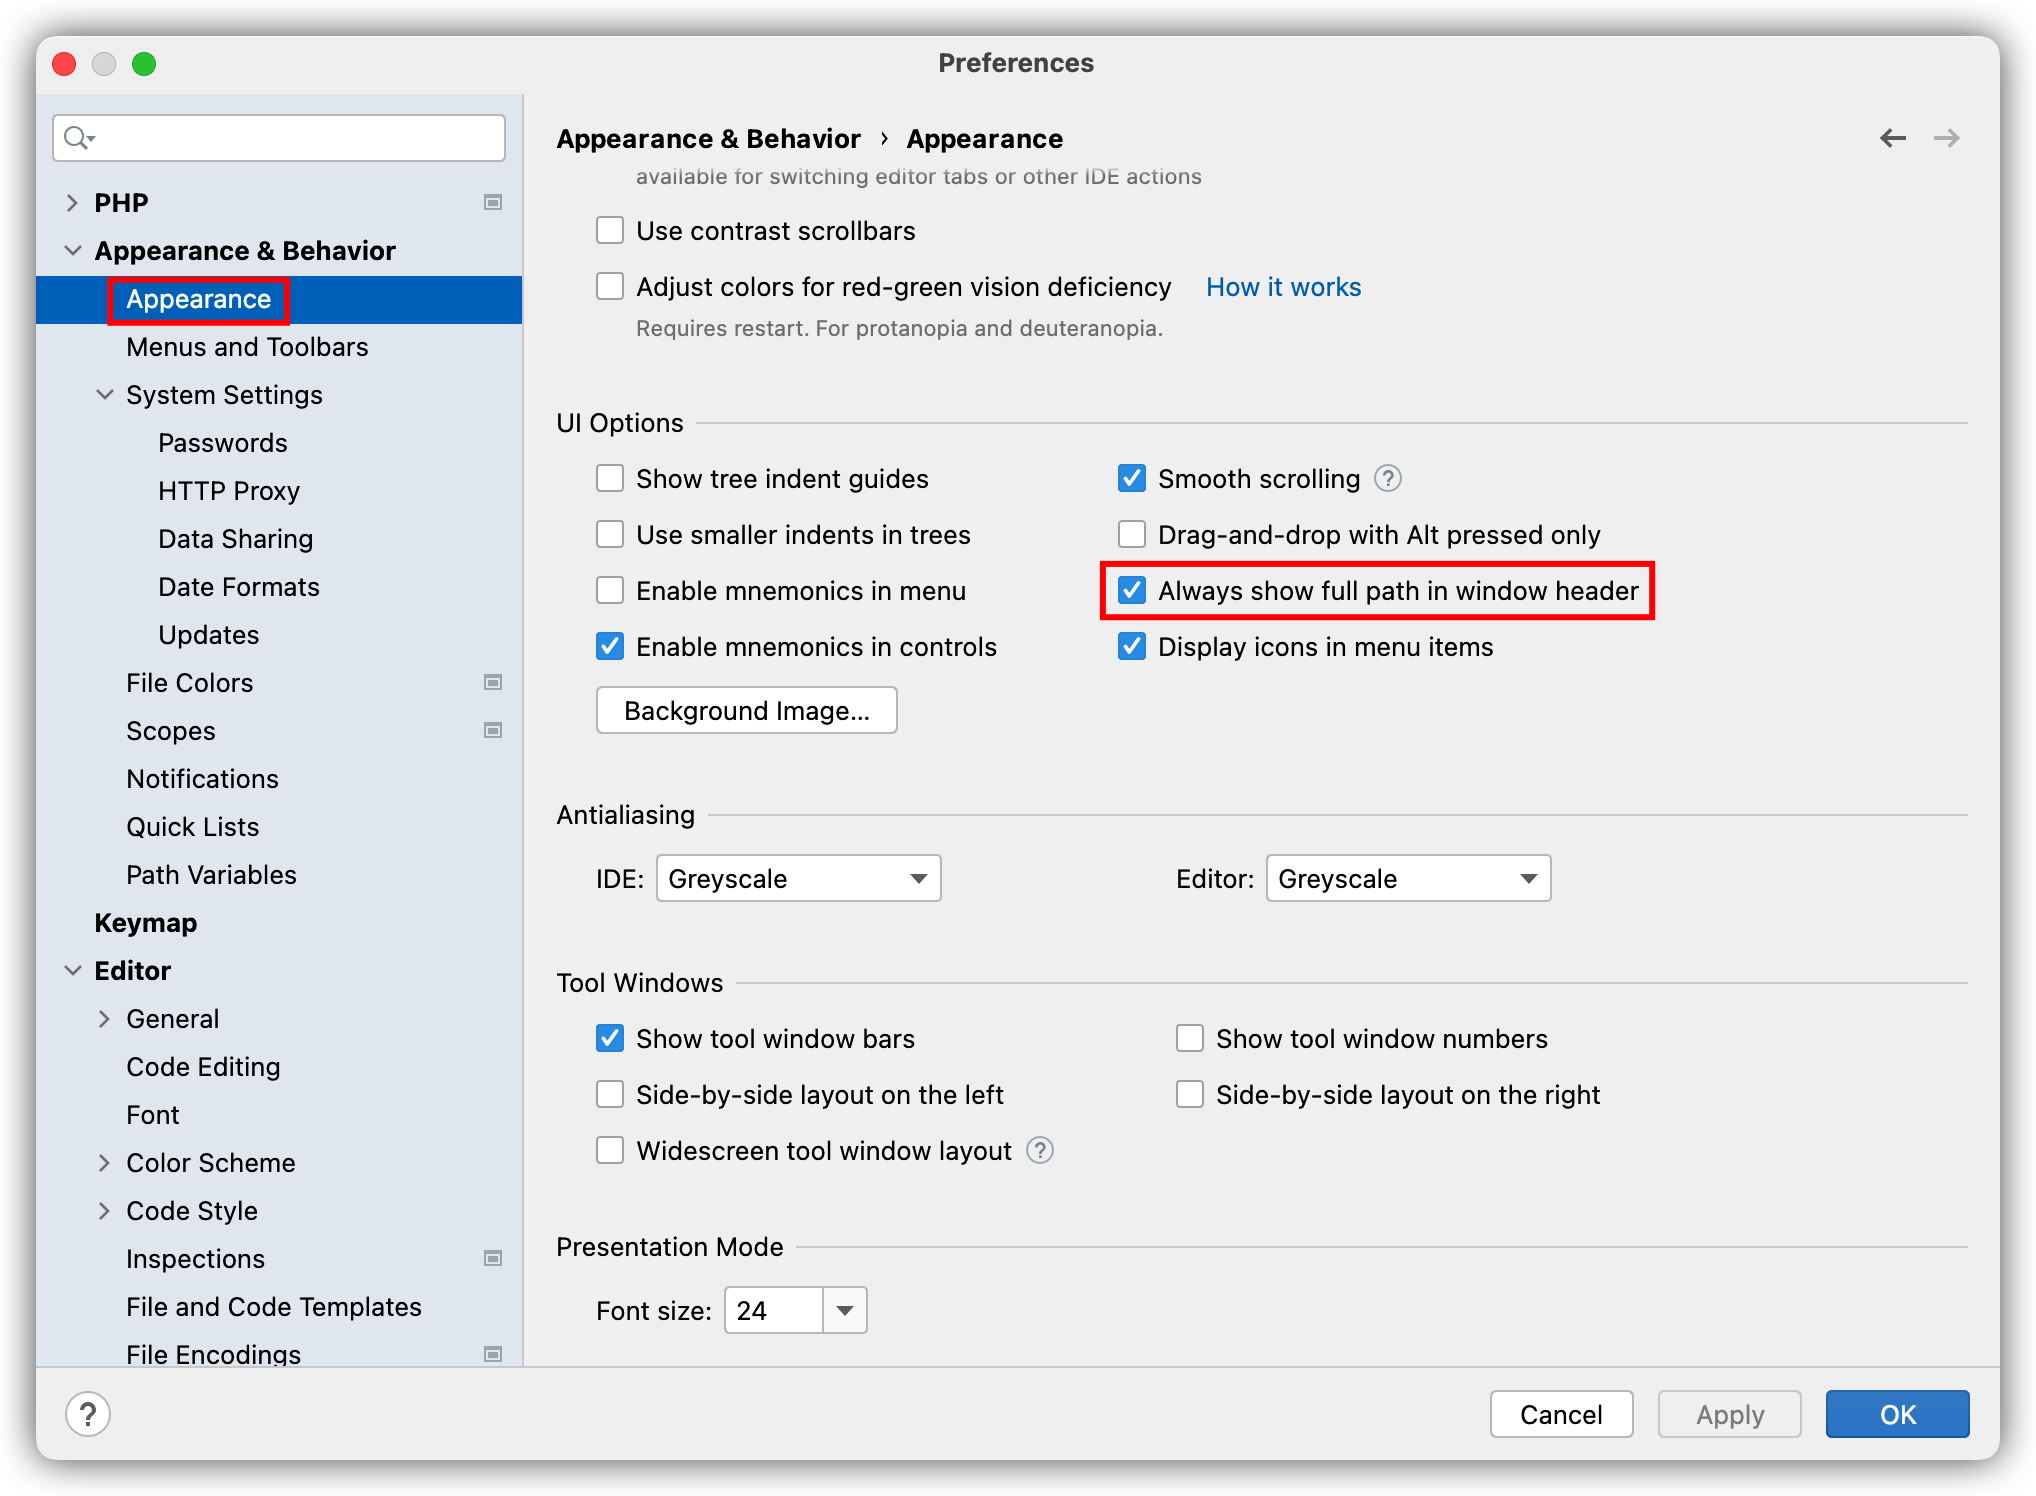 Preferences
PHP
Appearance & Behavior
Appearance
Menus and Toolbars
System Settings
Passwords
HTTP Proxy
Data Sharing
Date Formats
Updates
File Colors
Scopes
Notifications
Quick Lists
Path Variables
Keymap
Editor
General
Code Editing
Font
Color Scheme
Code Style
Inspections
File and Code Templates
File Encodings
Appearance & Behavior › Appearance
available for switching editor tabs or other IDE actions
Use contrast scrollbars
Adjust colors for red-green vision deficiency How it works
Requires restart. For protanopia and deuteranopia.
UI Options
Show tree indent guides Smooth scrolling ?
Use smaller indents in trees Drag-and-drop with Alt pressed only
Enable mnemonics in menu Always show full path in window header
Enable mnemonics in controls Display icons in menu items
Background Image...
Antialiasing
IDE: Greyscale Editor: Greyscale
Tool Windows
Show tool window bars Show tool window numbers
Side-by-side layout on the left Side-by-side layout on the right
Widescreen tool window layout ?
Presentation Mode
Font size: 24
? Cancel Apply OK